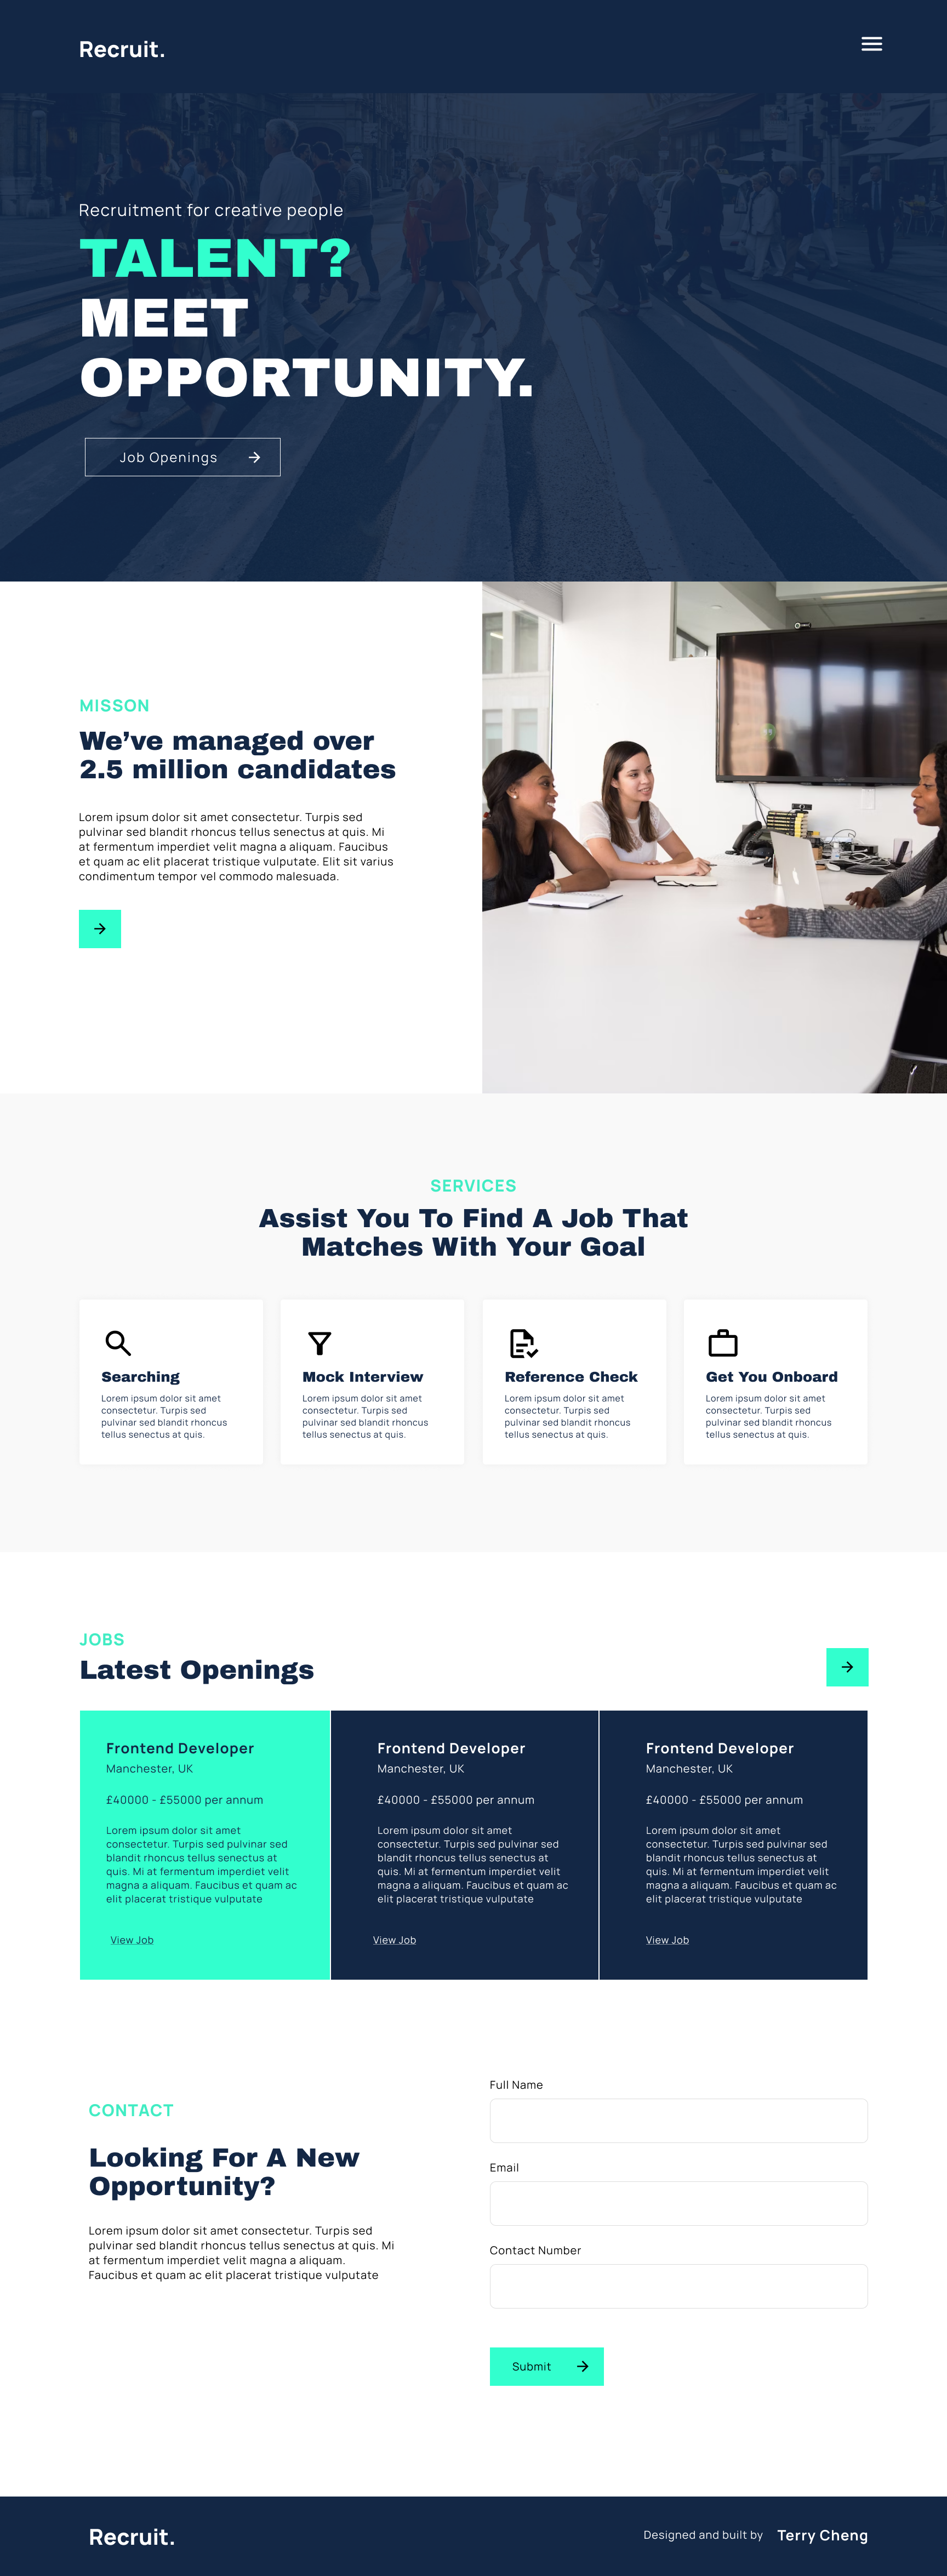 Recruit.
Recruitment for creative people
TALENT?
MEET
OPPORTUNITY.
Job Openings
MISSON
We’ve managed over
2.5 million candidates
Lorem ipsum dolor sit amet consectetur. Turpis sed
pulvinar sed blandit rhoncus tellus senectus at quis. Mi
at fermentum imperdiet velit magna a aliquam. Faucibus
et quam ac elit placerat tristique vulputate. Elit sit varius
condimentum tempor vel commodo malesuada.
SERVICES
Assist You To Find A Job That
Matches With Your Goal
Searching
Lorem ipsum dolor sit amet
consectetur. Turpis sed
pulvinar sed blandit rhoncus
tellus senectus at quis.
Mock Interview
Lorem ipsum dolor sit amet
consectetur. Turpis sed
pulvinar sed blandit rhoncus
tellus senectus at quis.
Reference Check
Lorem ipsum dolor sit amet
consectetur. Turpis sed
pulvinar sed blandit rhoncus
tellus senectus at quis.
Get You Onboard
Lorem ipsum dolor sit amet
consectetur. Turpis sed
pulvinar sed blandit rhoncus
tellus senectus at quis.
JOBS
Latest Openings
Frontend Developer
Manchester, UK
£40000 - £55000 per annum
Lorem ipsum dolor sit amet
consectetur. Turpis sed pulvinar sed
blandit rhoncus tellus senectus at
quis. Mi at fermentum imperdiet velit
magna a aliquam. Faucibus et quam ac
elit placerat tristique vulputate
View Job
Frontend Developer
Manchester, UK
£40000 - £55000 per annum
Lorem ipsum dolor sit amet
consectetur. Turpis sed pulvinar sed
blandit rhoncus tellus senectus at
quis. Mi at fermentum imperdiet velit
magna a aliquam. Faucibus et quam ac
elit placerat tristique vulputate
View Job
Frontend Developer
Manchester, UK
£40000 - £55000 per annum
Lorem ipsum dolor sit amet
consectetur. Turpis sed pulvinar sed
blandit rhoncus tellus senectus at
quis. Mi at fermentum imperdiet velit
magna a aliquam. Faucibus et quam ac
elit placerat tristique vulputate
View Job
CONTACT
Looking For A New
Opportunity?
Lorem ipsum dolor sit amet consectetur. Turpis sed
pulvinar sed blandit rhoncus tellus senectus at quis. Mi
at fermentum imperdiet velit magna a aliquam.
Faucibus et quam ac elit placerat tristique vulputate
Full Name
Email
Contact Number
Submit
Recruit.
Designed and built by Terry Cheng